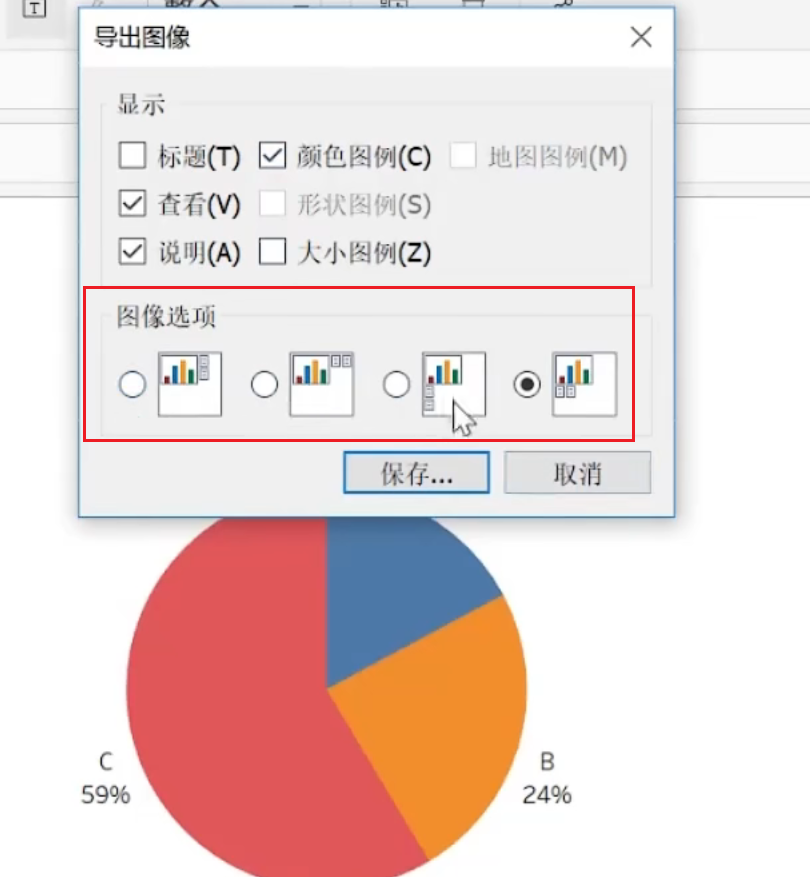 T
导出图像
显示
标题(T) 颜色图例(C) 地图图例(M)
查看(V) 形状图例(S)
说明(A) 大小图例(Z)
图像选项
保存... 取消
C
59%
B
24%